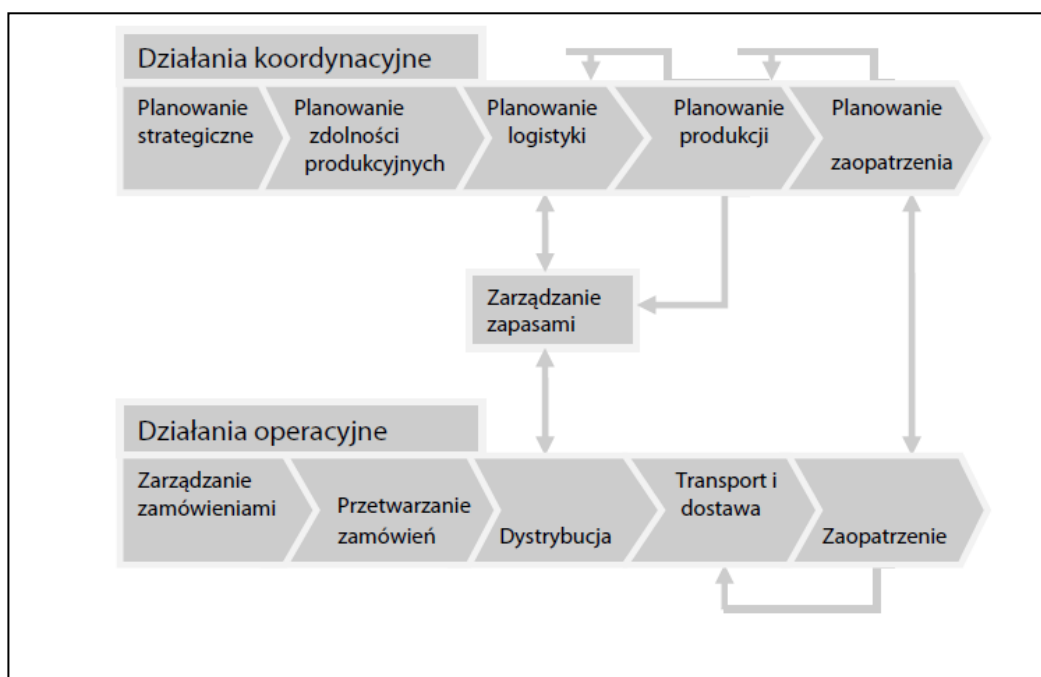 Działania koordynacyjne
Planowanie
strategiczne
Planowanie
zdolności
produkcyjnych
Planowanie
logistyki
Planowanie
produkcji
Planowanie
zaopatrzenia
Zarządzanie
zapasami
Działania operacyjne
Zarządzanie
zamówieniami
Przetwarzanie
zamówień
Dystrybucja
Transport i
dostawa
Zaopatrzenie